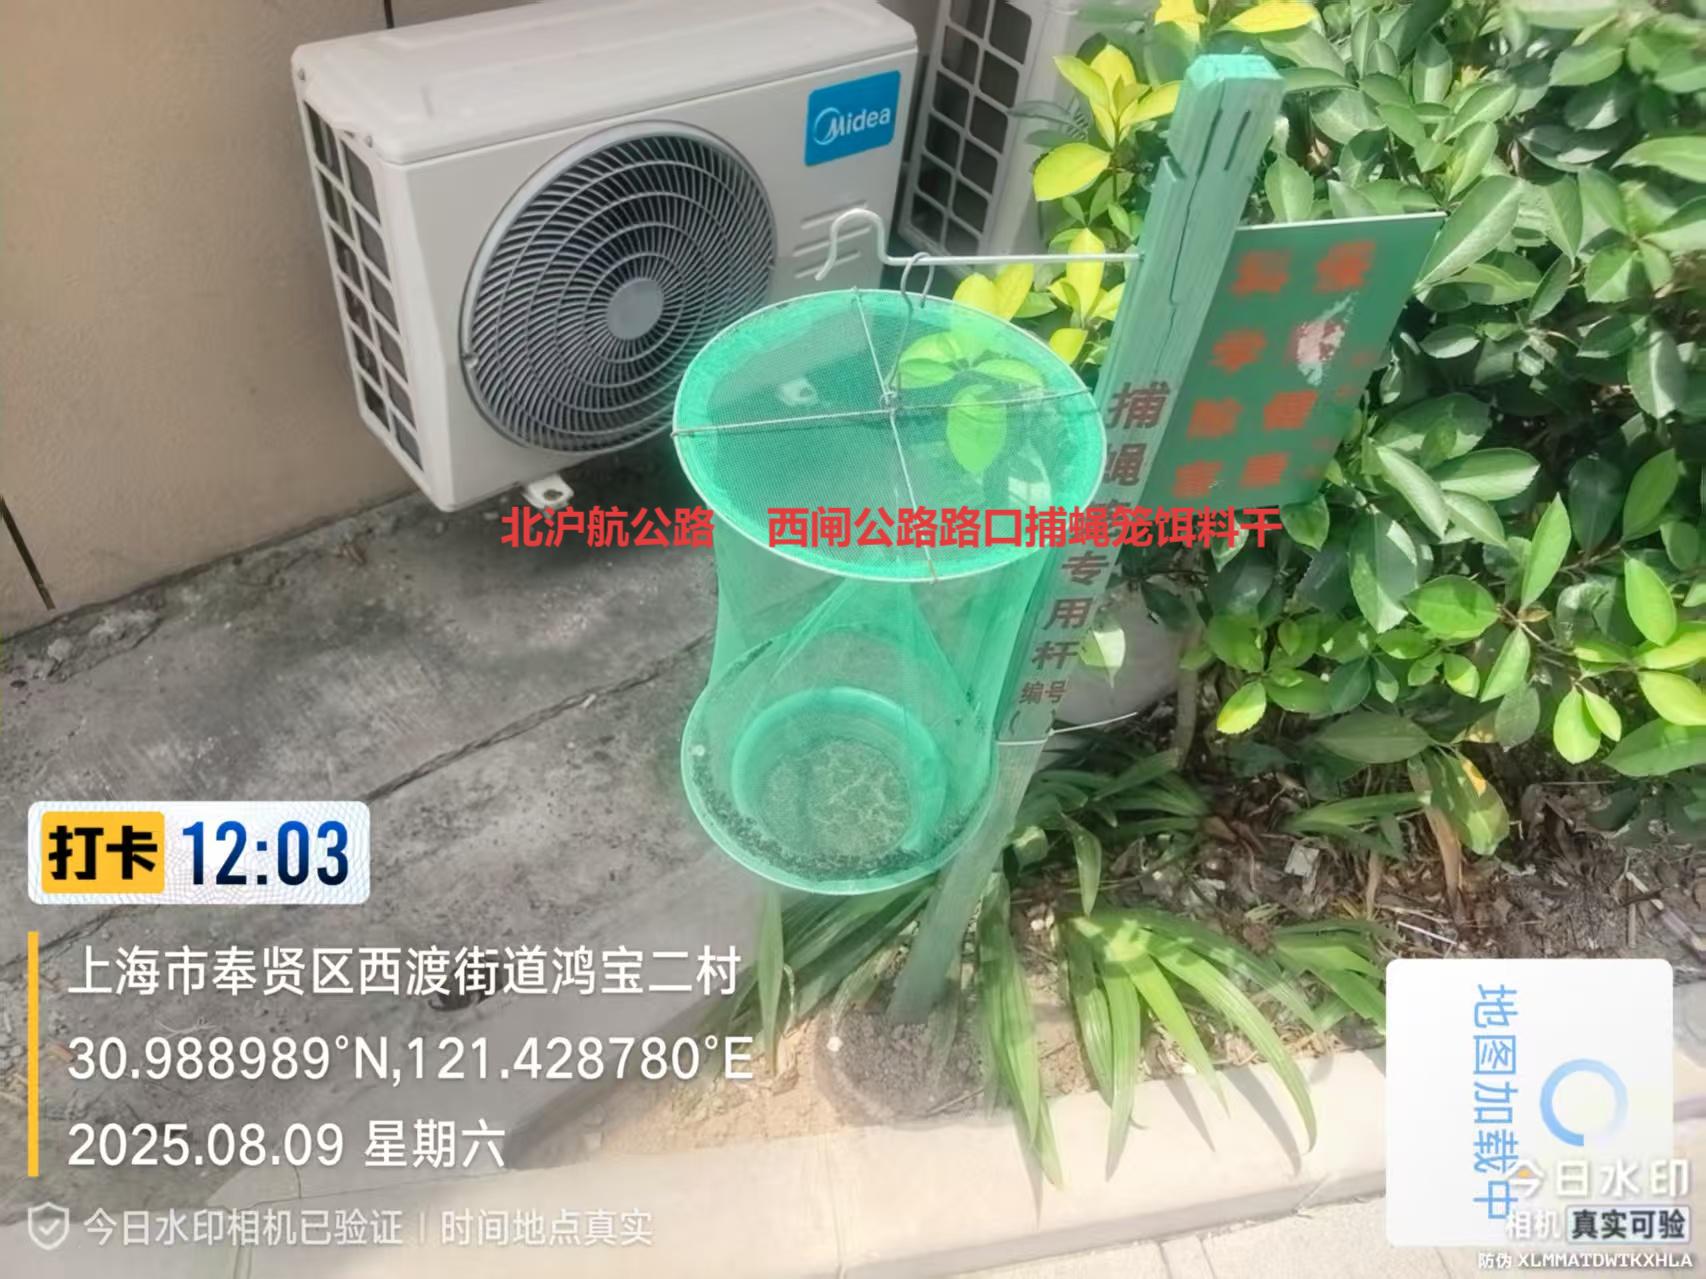 Midea
捕
蝇
北沪航公路 西闸公路路口捕蝇笼饵料干
专
用
杆
编号
打卡 12:03
上海市奉贤区西渡街道鸿宝二村
30.988989°N,121.428780°E
2025.08.09 星期六
今日水印相机已验证 时间地点真实
地图加载中
今日水印
相机 真实可验
防伪 XLMMATDWTKXHLA